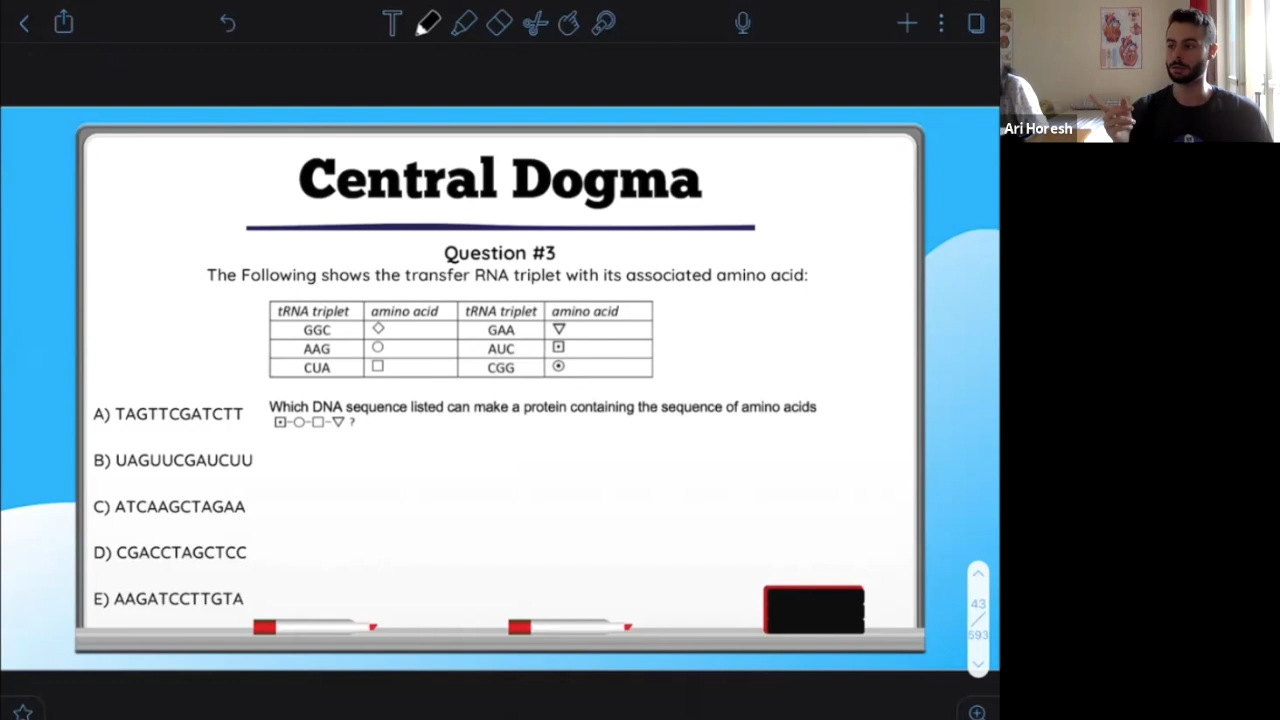 Ari Horesh
Central Dogma
Question #3
The Following shows the transfer RNA triplet with its associated amino acid:
tRNA triplet amino acid tRNA triplet amino acid
GGC ◇ GAA ▽
AAG ○ AUC ⊡
CUA □ CGG ⊙
Which DNA sequence listed can make a protein containing the sequence of amino acids
⊡-○-□-▽ ?
A) TAGTTCGATCTT
B) UAGUUCGAUCUU
C) ATCAAGCTAGAA
D) CGACCTAGCTCC
E) AAGATCCTTGTA
43
/
593